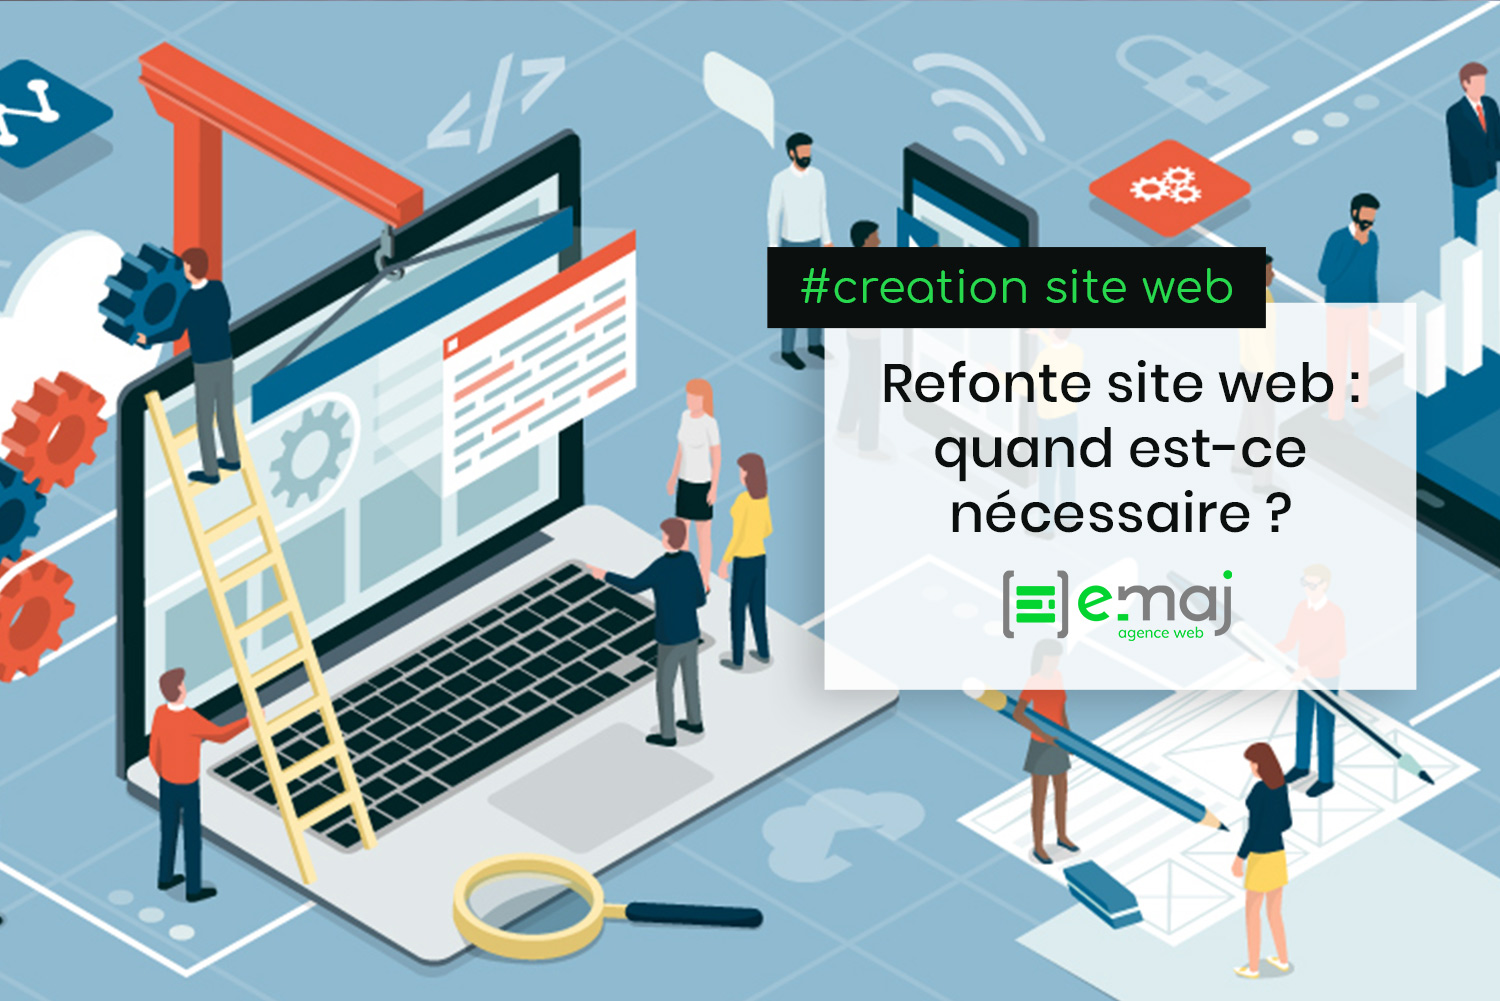 </>
#creation site web
Refonte site web :
quand est-ce
nécessaire ?
e.maj
agence web